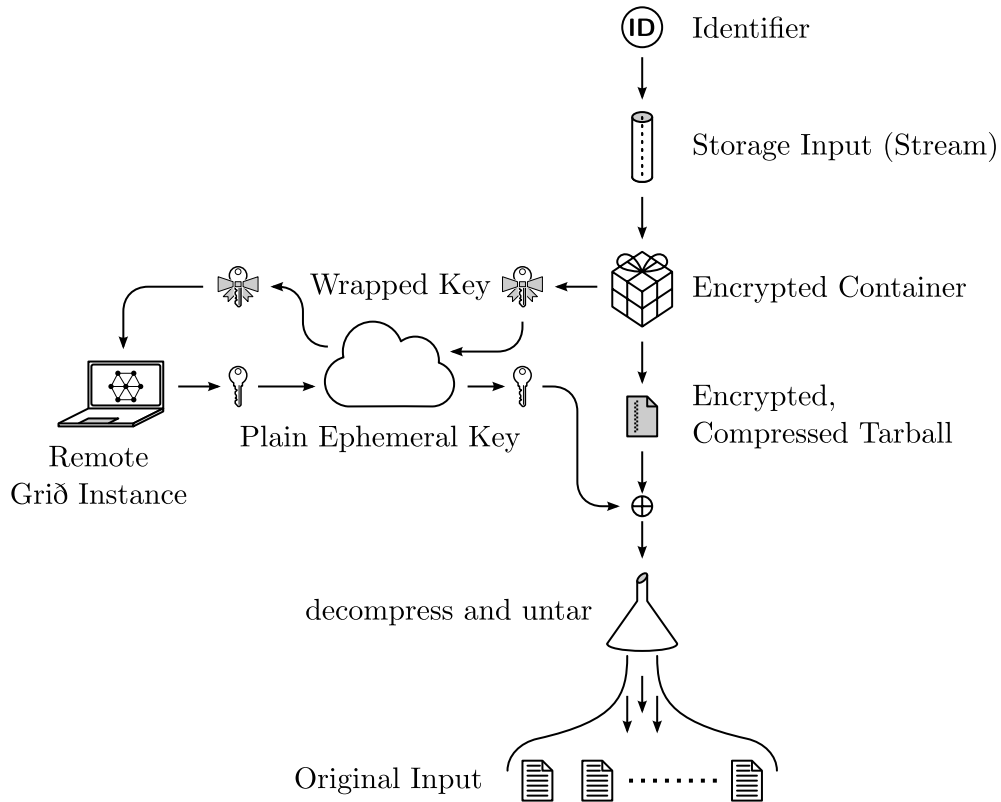 ID
Identifier
Storage Input (Stream)
Wrapped Key
Encrypted Container
Encrypted,
Compressed Tarball
Plain Ephemeral Key
Remote
Grið Instance
decompress and untar
Original Input